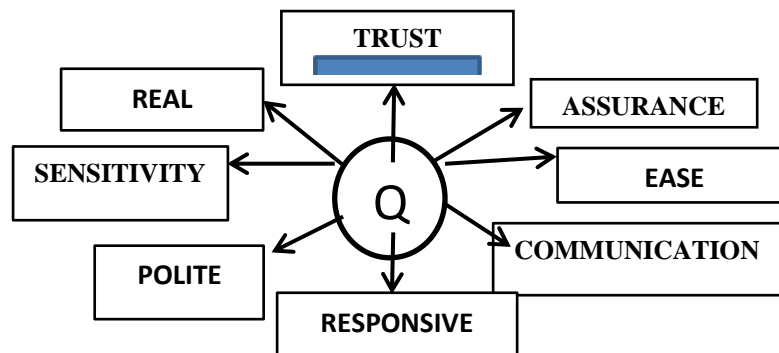 TRUST
REAL
ASSURANCE
SENSITIVITY
EASE
Q
COMMUNICATION
POLITE
RESPONSIVE